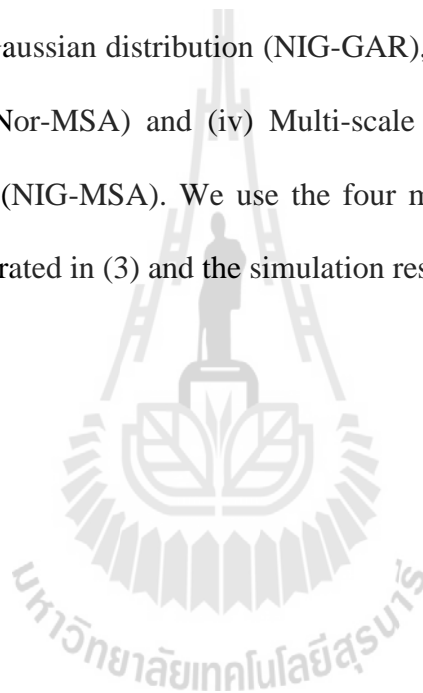 aussian distribution (NIG-GAR),
Nor-MSA) and (iv) Multi-scale
(NIG-MSA). We use the four m
rated in (3) and the simulation res
มหาวิทยาลัยเทคโนโลยีสุรนารี